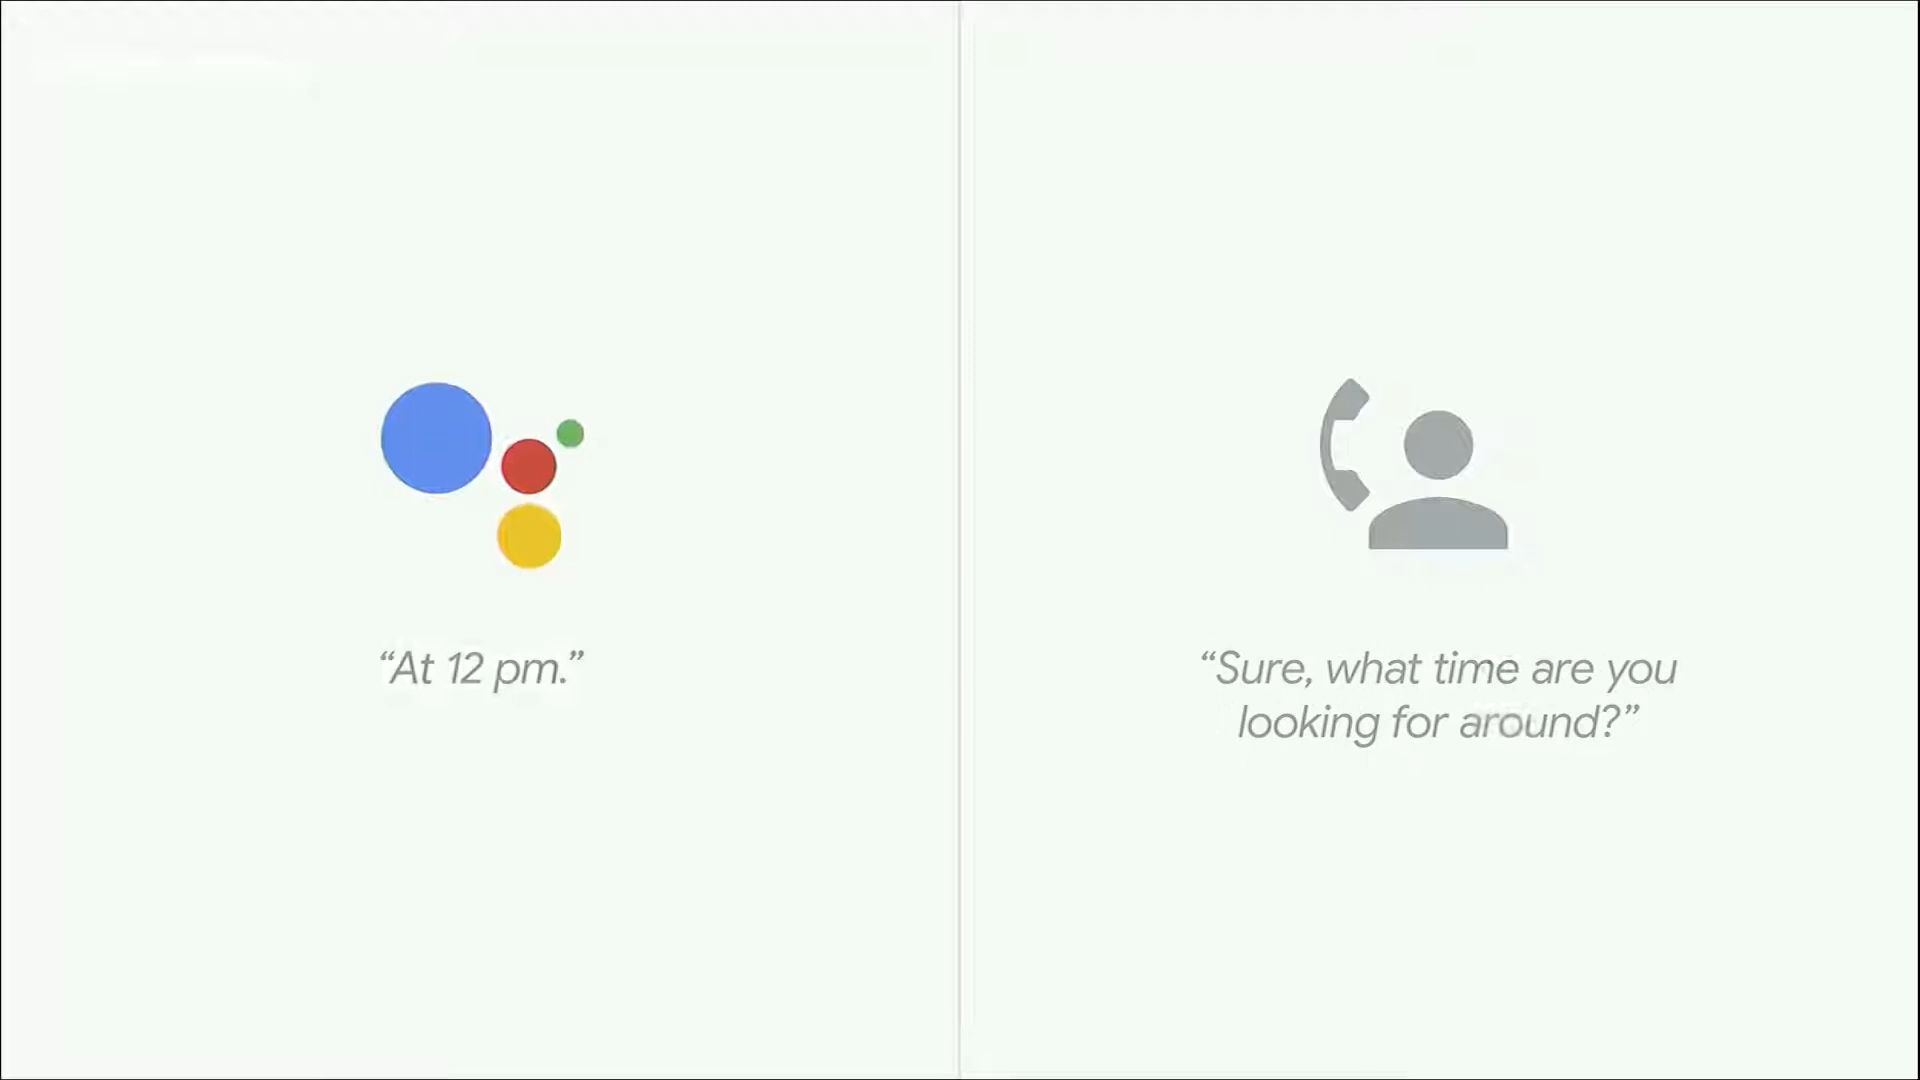 “At 12 pm.”
“Sure, what time are you
looking for around?”